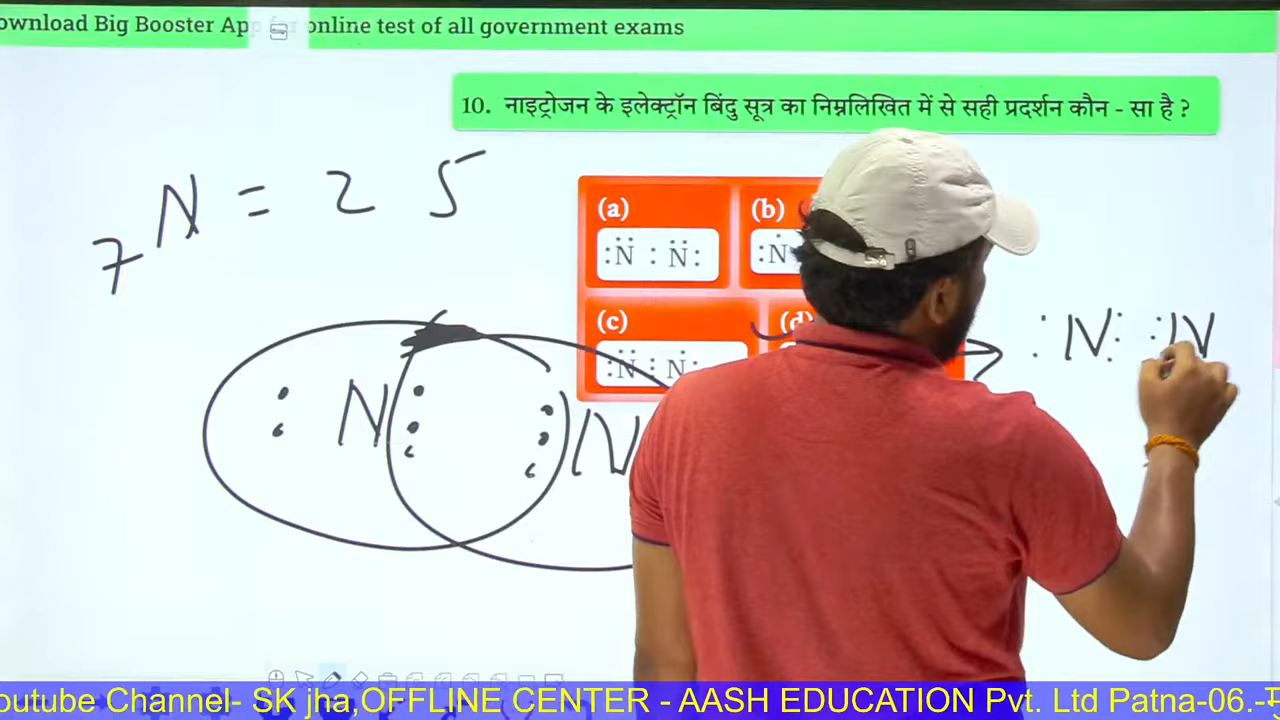 ownload Big Booster App for online test of all government exams
10. नाइट्रोजन के इलेक्ट्रॉन बिंदु सूत्र का निम्नलिखित में से सही प्रदर्शन कौन - सा है ?
7N = 2 5
(a)
:N̈ : N̈:
(b)
:Ṅ
(c)
:N̈ : Ṅ
(d)
:N: :N
N N
outube Channel- SK jha,OFFLINE CENTER - AASH EDUCATION Pvt. Ltd Patna-06.-